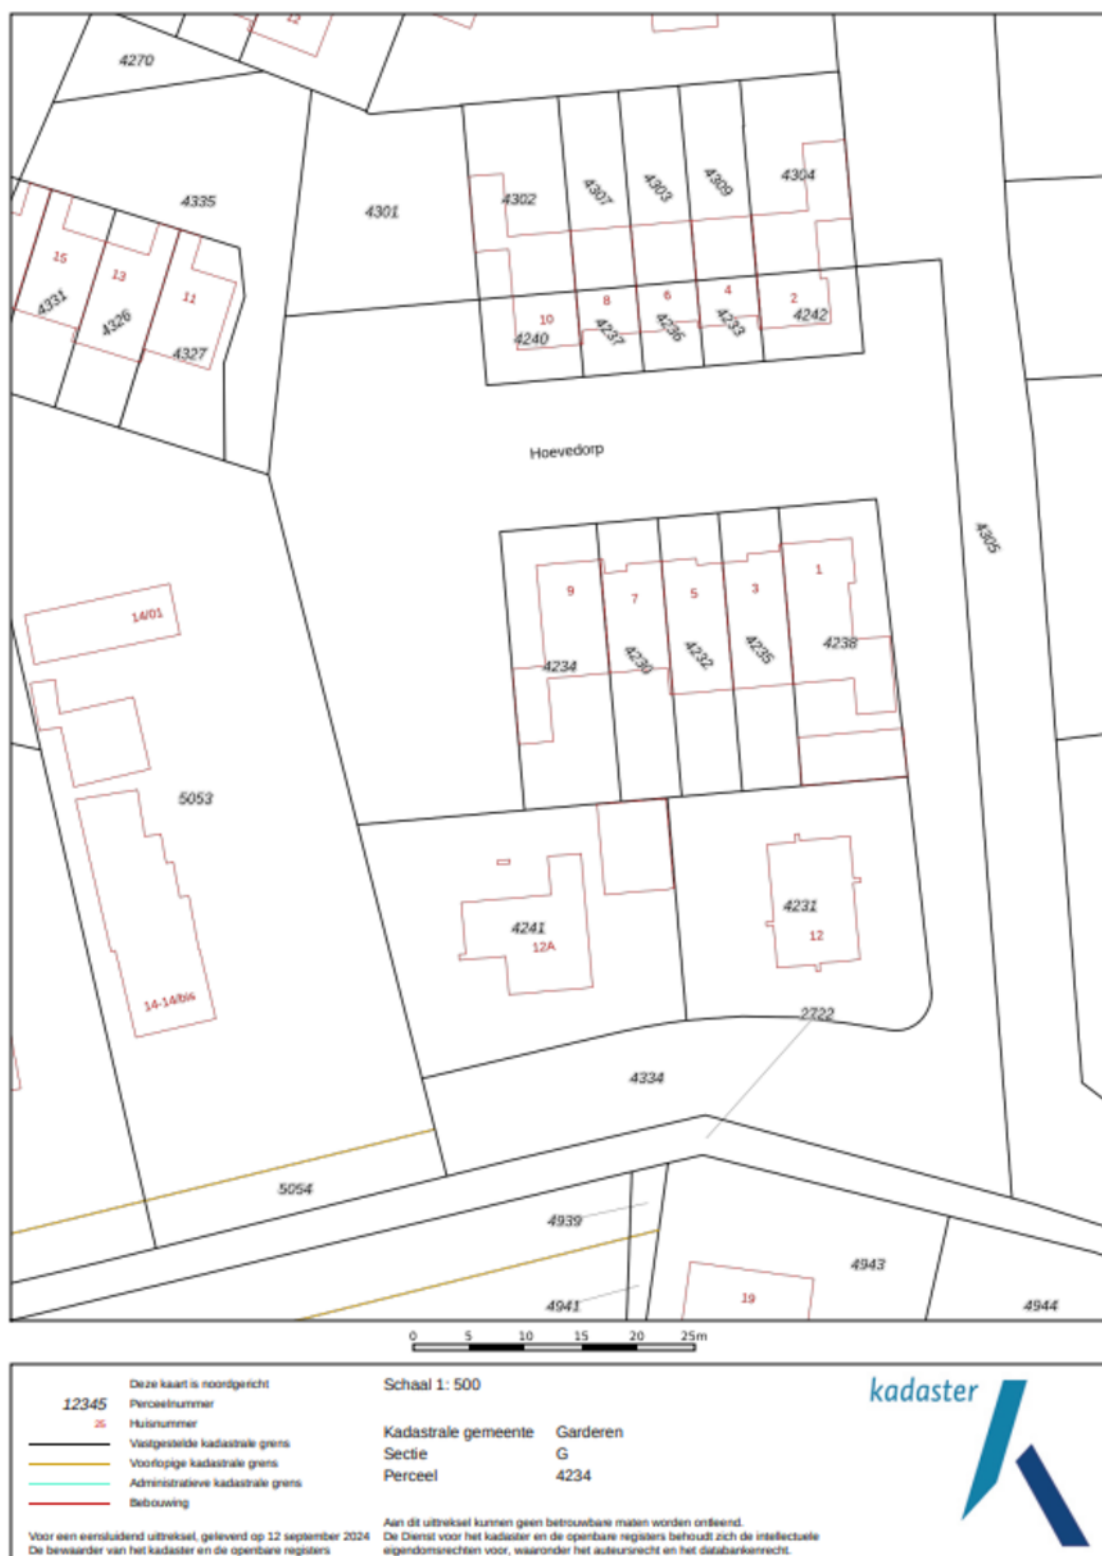 12
4270
4335
4301
4302
4307
4303
4309
4304
15
13
11
4331
4326
4327
10
8
6
4
2
4240
4237
4236
4233
4242
Hoevedorp
4305
9
7
5
3
1
4234
4230
4232
4235
4238
14/01
5053
14-14/bis
4241
12A
4231
12
2722
4334
5054
4939
4941
4943
19
4944
0 5 10 15 20 25m
Deze kaart is noordgericht
12345 Perceelnummer
25 Huisnummer
Vastgestelde kadastrale grens
Voorlopige kadastrale grens
Administratieve kadastrale grens
Bebouwing
Voor een eensluidend uittreksel, geleverd op 12 september 2024
De bewaarder van het kadaster en de openbare registers
Schaal 1: 500
Kadastrale gemeente Garderen
Sectie G
Perceel 4234
Aan dit uittreksel kunnen geen betrouwbare maten worden ontleend.
De Dienst voor het kadaster en de openbare registers behoudt zich de intellectuele
eigendomsrechten voor, waaronder het auteursrecht en het databankenrecht.
kadaster